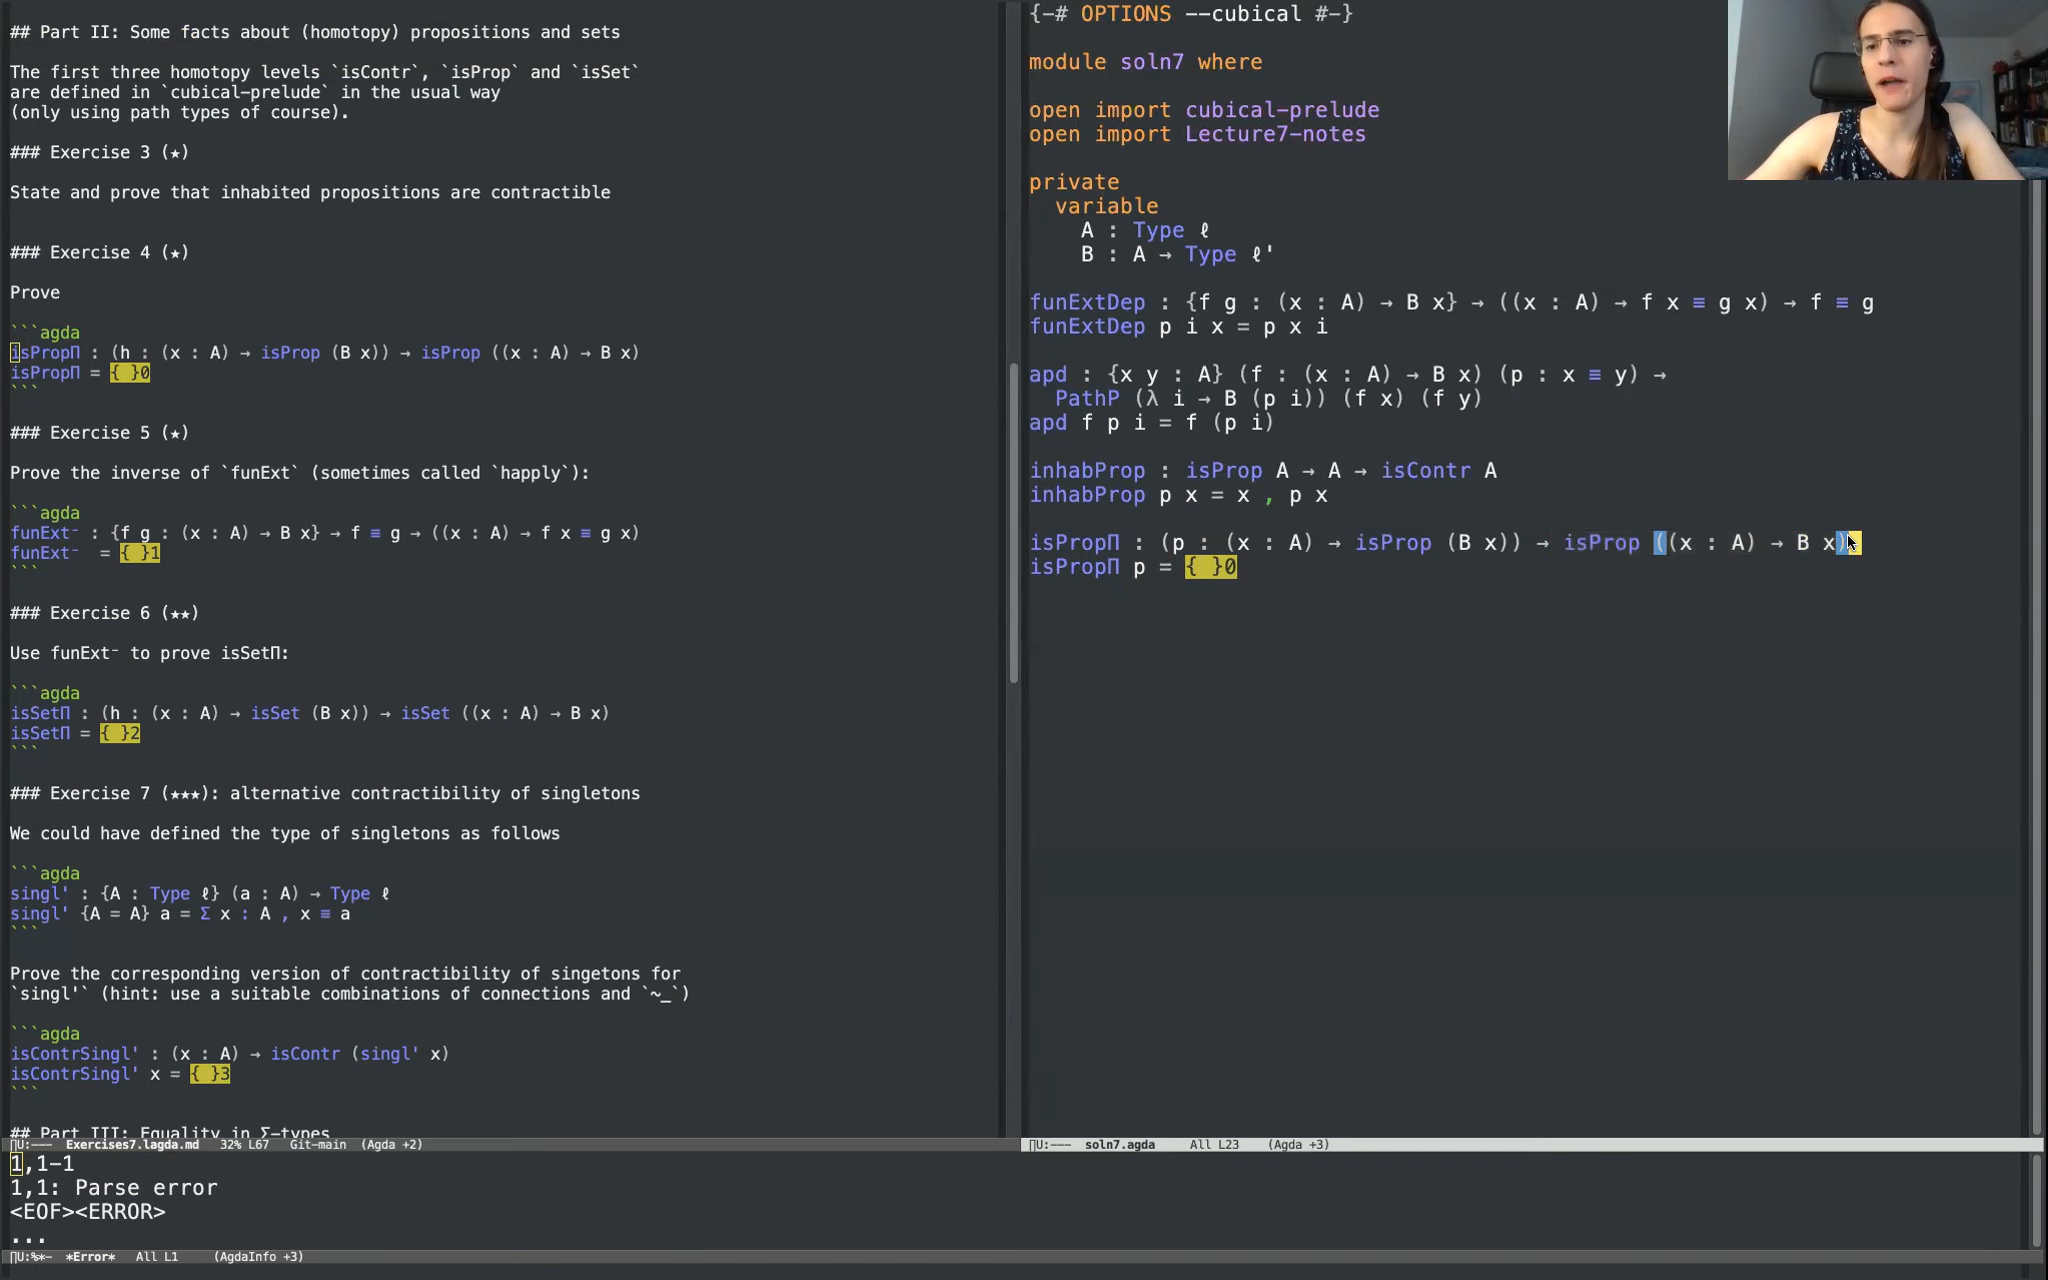 ## Part II: Some facts about (homotopy) propositions and sets
The first three homotopy levels `isContr`, `isProp` and `isSet`
are defined in `cubical-prelude` in the usual way
(only using path types of course).
### Exercise 3 (★)
State and prove that inhabited propositions are contractible
### Exercise 4 (★)
Prove
```agda
isPropΠ : (h : (x : A) → isProp (B x)) → isProp ((x : A) → B x)
isPropΠ = { }0
```
### Exercise 5 (★)
Prove the inverse of `funExt` (sometimes called `happly`):
```agda
funExt⁻ : {f g : (x : A) → B x} → f ≡ g → ((x : A) → f x ≡ g x)
funExt⁻  = { }1
```
### Exercise 6 (★★)
Use funExt⁻ to prove isSetΠ:
```agda
isSetΠ : (h : (x : A) → isSet (B x)) → isSet ((x : A) → B x)
isSetΠ = { }2
```
### Exercise 7 (★★★): alternative contractibility of singletons
We could have defined the type of singletons as follows
```agda
singl' : {A : Type ℓ} (a : A) → Type ℓ
singl' {A = A} a = Σ x ꞉ A , x ≡ a
```
Prove the corresponding version of contractibility of singetons for
`singl'` (hint: use a suitable combinations of connections and `~_`)
```agda
isContrSingl' : (x : A) → isContr (singl' x)
isContrSingl' x = { }3
```
## Part III: Equality in Σ-types
U:--- Exercises7.lagda.md 32% L67 Git-main (Agda +2)
{-# OPTIONS --cubical #-}
module soln7 where
open import cubical-prelude
open import Lecture7-notes
private
variable
A : Type ℓ
B : A → Type ℓ'
funExtDep : {f g : (x : A) → B x} → ((x : A) → f x ≡ g x) → f ≡ g
funExtDep p i x = p x i
apd : {x y : A} (f : (x : A) → B x) (p : x ≡ y) →
PathP (λ i → B (p i)) (f x) (f y)
apd f p i = f (p i)
inhabProp : isProp A → A → isContr A
inhabProp p x = x , p x
isPropΠ : (p : (x : A) → isProp (B x)) → isProp ((x : A) → B x)
isPropΠ p = { }0
U:--- soln7.agda All L23 (Agda +3)
1,1-1
1,1: Parse error
<EOF><ERROR>
...
U:%*- *Error* All L1 (AgdaInfo +3)